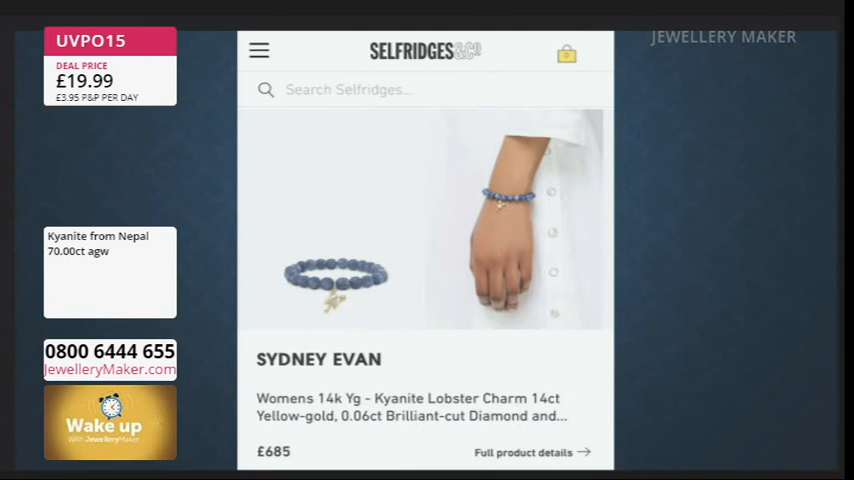 UVPO15
DEAL PRICE
£19.99
£3.95 P&P PER DAY
Kyanite from Nepal
70.00ct agw
0800 6444 655
JewelleryMaker.com
Wake up
With JewelleryMaker
JEWELLERY MAKER
SELFRIDGES&CO
0
Search Selfridges...
SYDNEY EVAN
Womens 14k Yg - Kyanite Lobster Charm 14ct
Yellow-gold, 0.06ct Brilliant-cut Diamond and...
£685
Full product details